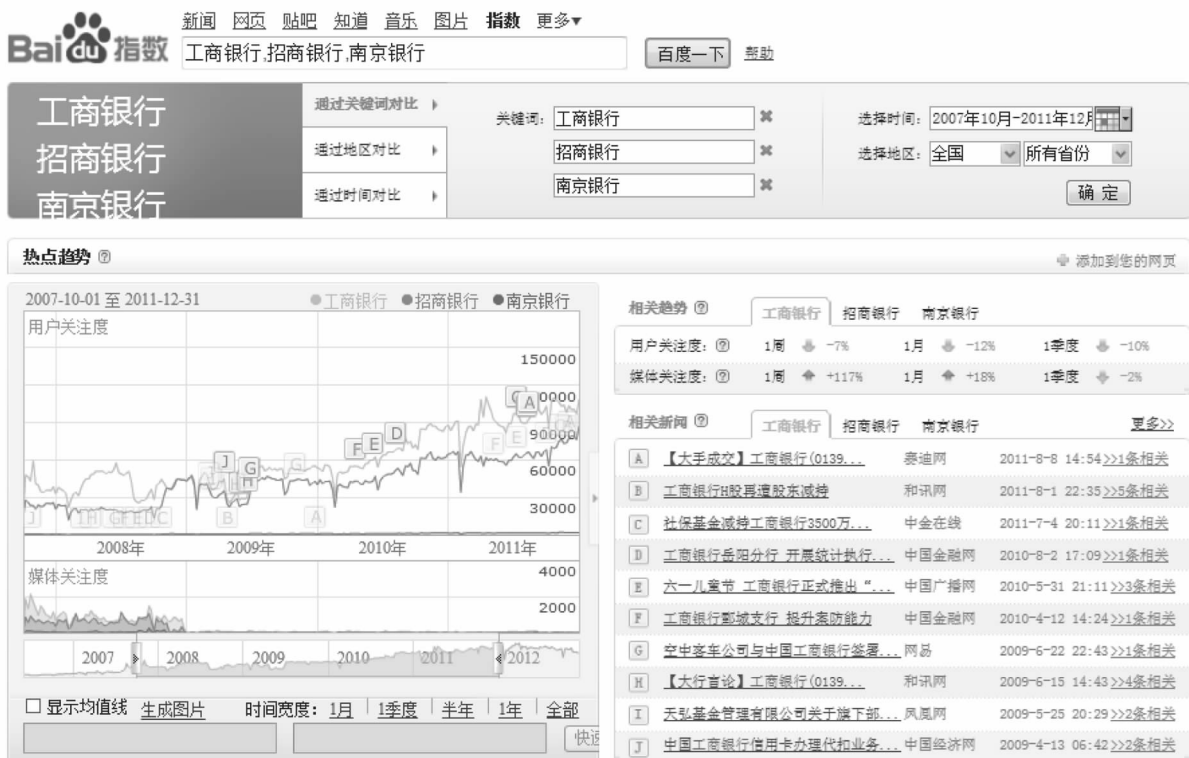 新闻 网页 贴吧 知道 音乐 图片 指数 更多▾
Baidu指数
工商银行,招商银行,南京银行 百度一下 帮助
工商银行
招商银行
南京银行
通过关键词对比
通过地区对比
通过时间对比
关键词: 工商银行
招商银行
南京银行
选择时间: 2007年10月-2011年12月
选择地区: 全国 所有省份
确 定
热点趋势 ?
添加到您的网页
2007-10-01 至 2011-12-31 ●工商银行 ●招商银行 ●南京银行
用户关注度
150000
0000
90000
60000
30000
C A
D
F E
F E
J
G
H
G
B
A
J I H G F E D C
2008年 2009年 2010年 2011年
媒体关注度
4000
2000
2007 2008 2009 2010 2011 2012
显示均值线 生成图片 时间宽度: 1月 1季度 半年 1年 全部
快速
相关趋势 ? 工商银行 招商银行 南京银行
用户关注度: ? 1周 -7% 1月 -12% 1季度 -10%
媒体关注度: ? 1周 +117% 1月 +18% 1季度 -2%
相关新闻 ? 工商银行 招商银行 南京银行 更多>>
A 【大手成交】工商银行(0139... 赛迪网 2011-8-8 14:54>>1条相关
B 工商银行H股再遭股东减持 和讯网 2011-8-1 22:35>>5条相关
C 社保基金减持工商银行3500万... 中金在线 2011-7-4 20:11>>1条相关
D 工商银行岳阳分行 开展统计执行... 中国金融网 2010-8-2 17:09>>1条相关
E 六一儿童节 工商银行正式推出 “... 中国广播网 2010-5-31 21:11>>3条相关
F 工商银行鄄城支行 提升案防能力 中国金融网 2010-4-12 14:24>>1条相关
G 空中客车公司与中国工商银行签署... 网易 2009-6-22 22:43>>1条相关
H 【大行言论】工商银行(0139... 和讯网 2009-6-15 14:43>>4条相关
I 天弘基金管理有限公司关于旗下部... 凤凰网 2009-5-25 20:29>>2条相关
J 中国工商银行信用卡办理代扣业务... 中国经济网 2009-4-13 06:42>>2条相关